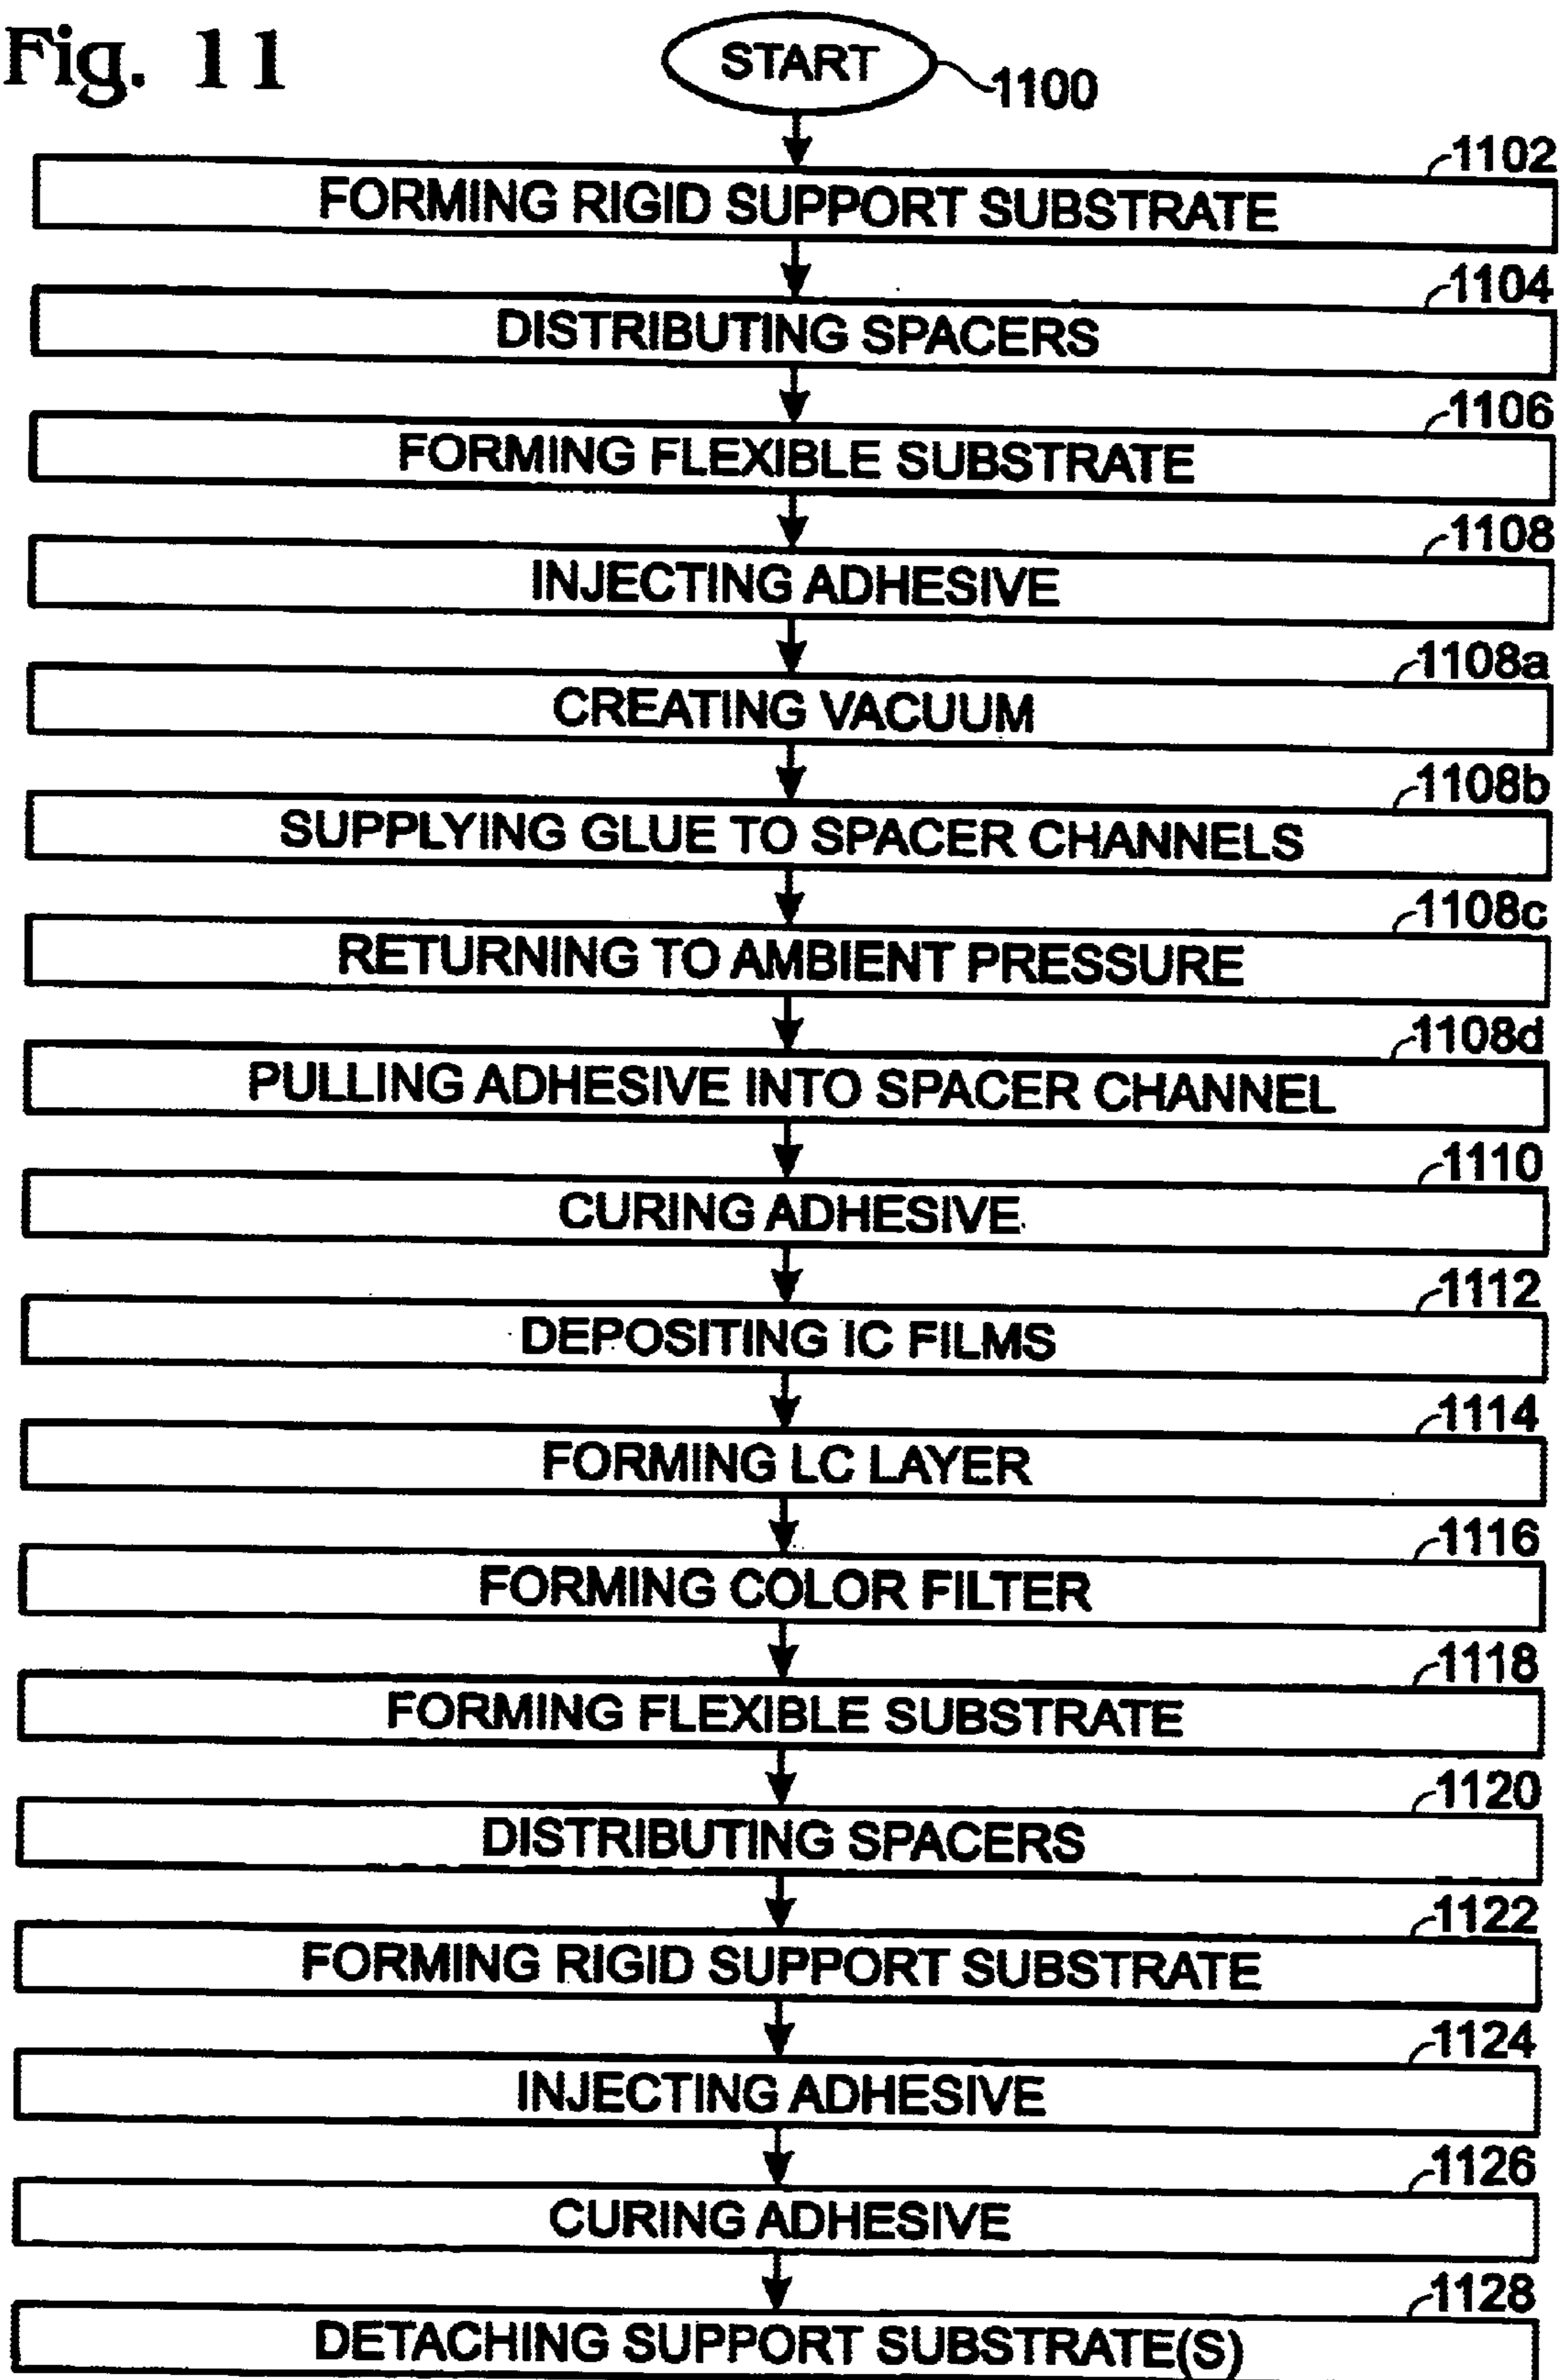 Fig. 11
START
1100
1102
FORMING RIGID SUPPORT SUBSTRATE
1104
DISTRIBUTING SPACERS
1106
FORMING FLEXIBLE SUBSTRATE
1108
INJECTING ADHESIVE
1108a
CREATING VACUUM
1108b
SUPPLYING GLUE TO SPACER CHANNELS
1108c
RETURNING TO AMBIENT PRESSURE
1108d
PULLING ADHESIVE INTO SPACER CHANNEL
1110
CURING ADHESIVE
1112
DEPOSITING IC FILMS
1114
FORMING LC LAYER
1116
FORMING COLOR FILTER
1118
FORMING FLEXIBLE SUBSTRATE
1120
DISTRIBUTING SPACERS
1122
FORMING RIGID SUPPORT SUBSTRATE
1124
INJECTING ADHESIVE
1126
CURING ADHESIVE
1128
DETACHING SUPPORT SUBSTRATE(S)